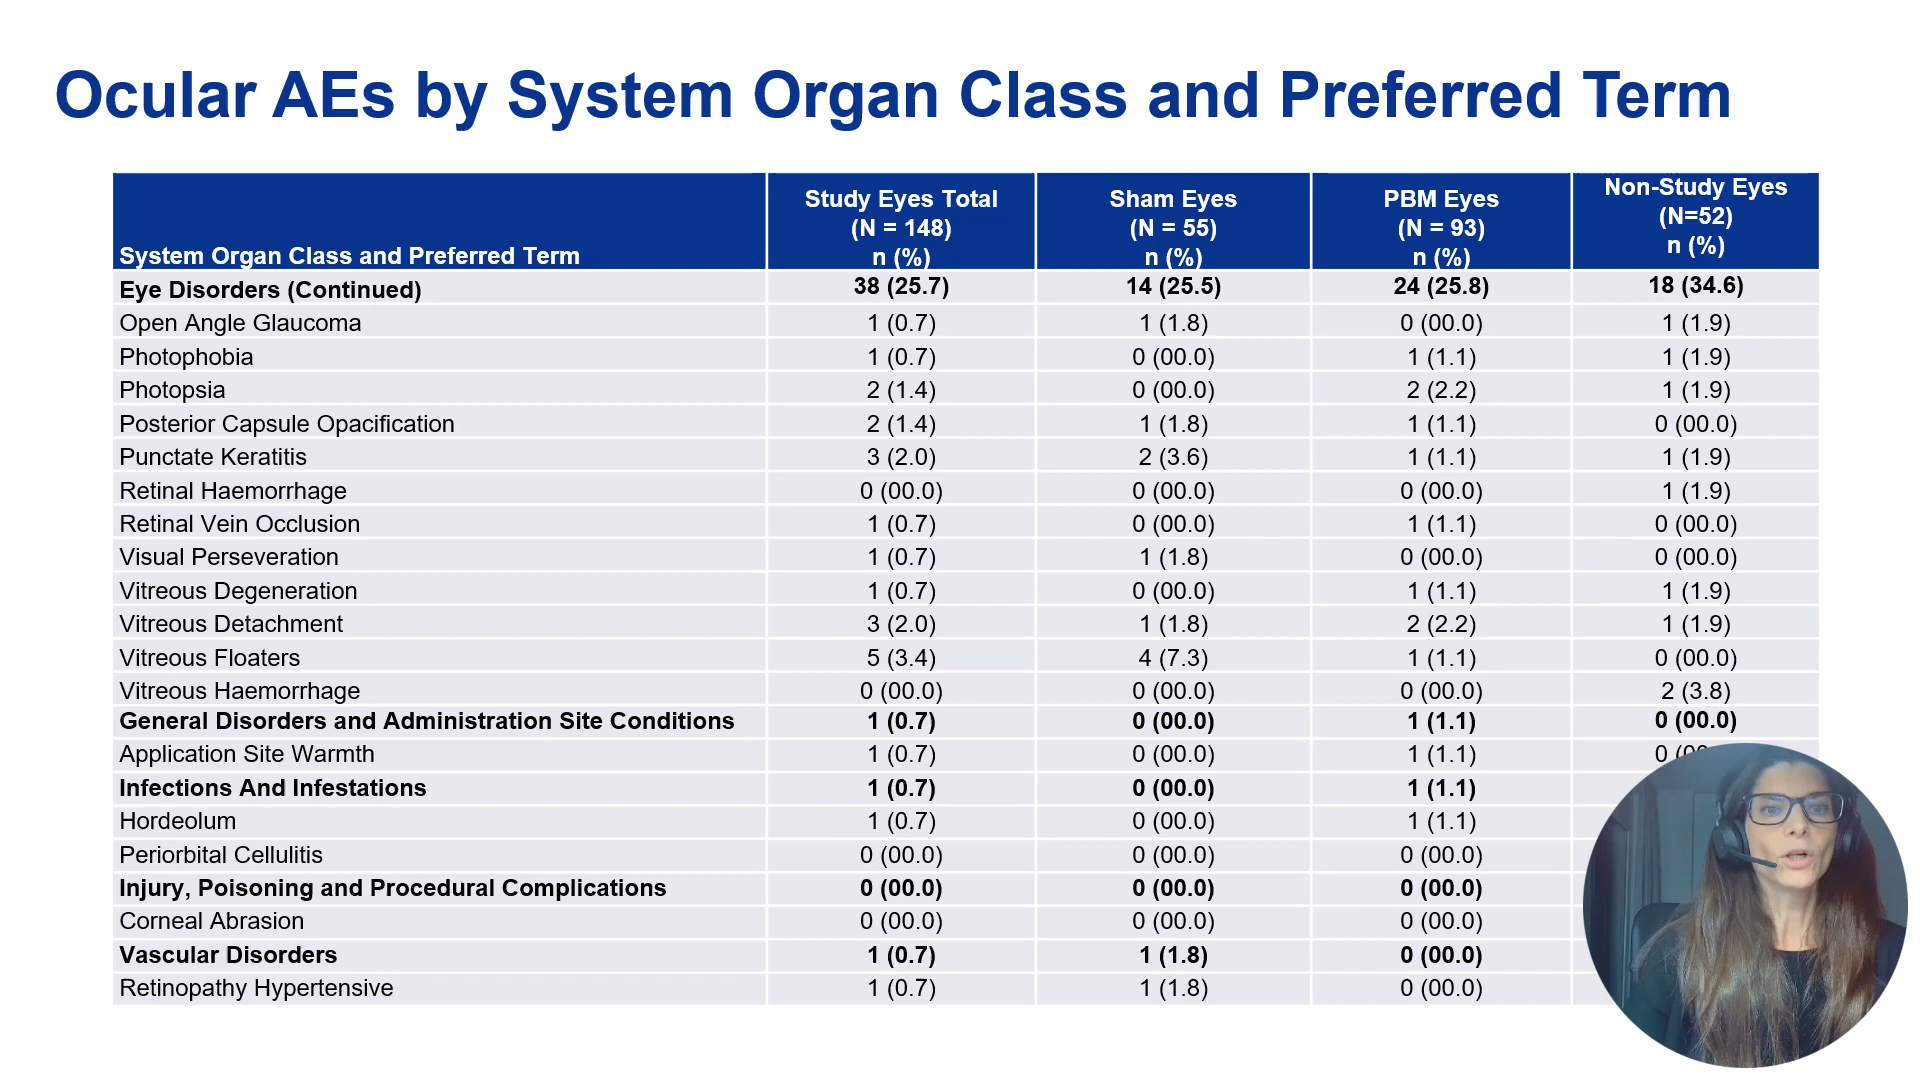 Ocular AEs by System Organ Class and Preferred Term
System Organ Class and Preferred Term
Study Eyes Total
(N = 148)
n (%)
Sham Eyes
(N = 55)
n (%)
PBM Eyes
(N = 93)
n (%)
Non-Study Eyes
(N=52)
n (%)
Eye Disorders (Continued) 38 (25.7) 14 (25.5) 24 (25.8) 18 (34.6)
Open Angle Glaucoma 1 (0.7) 1 (1.8) 0 (00.0) 1 (1.9)
Photophobia 1 (0.7) 0 (00.0) 1 (1.1) 1 (1.9)
Photopsia 2 (1.4) 0 (00.0) 2 (2.2) 1 (1.9)
Posterior Capsule Opacification 2 (1.4) 1 (1.8) 1 (1.1) 0 (00.0)
Punctate Keratitis 3 (2.0) 2 (3.6) 1 (1.1) 1 (1.9)
Retinal Haemorrhage 0 (00.0) 0 (00.0) 0 (00.0) 1 (1.9)
Retinal Vein Occlusion 1 (0.7) 0 (00.0) 1 (1.1) 0 (00.0)
Visual Perseveration 1 (0.7) 1 (1.8) 0 (00.0) 0 (00.0)
Vitreous Degeneration 1 (0.7) 0 (00.0) 1 (1.1) 1 (1.9)
Vitreous Detachment 3 (2.0) 1 (1.8) 2 (2.2) 1 (1.9)
Vitreous Floaters 5 (3.4) 4 (7.3) 1 (1.1) 0 (00.0)
Vitreous Haemorrhage 0 (00.0) 0 (00.0) 0 (00.0) 2 (3.8)
General Disorders and Administration Site Conditions 1 (0.7) 0 (00.0) 1 (1.1) 0 (00.0)
Application Site Warmth 1 (0.7) 0 (00.0) 1 (1.1) 0
Infections And Infestations 1 (0.7) 0 (00.0) 1 (1.1)
Hordeolum 1 (0.7) 0 (00.0) 1 (1.1)
Periorbital Cellulitis 0 (00.0) 0 (00.0) 0 (00.0)
Injury, Poisoning and Procedural Complications 0 (00.0) 0 (00.0) 0 (00.0)
Corneal Abrasion 0 (00.0) 0 (00.0) 0 (00.0)
Vascular Disorders 1 (0.7) 1 (1.8) 0 (00.0)
Retinopathy Hypertensive 1 (0.7) 1 (1.8) 0 (00.0)